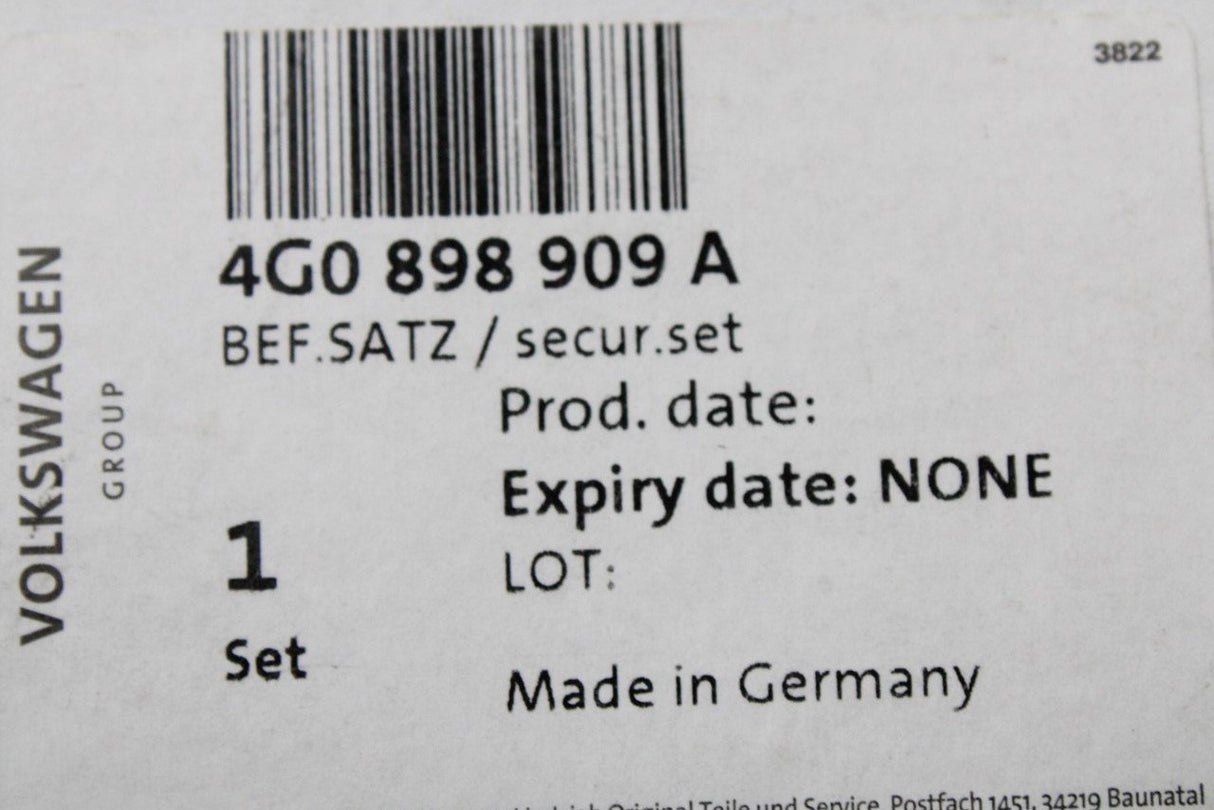 3822
4G0 898 909 A
BEF.SATZ / secur.set
Prod. date:
Expiry date: NONE
LOT:
1
Set
Made in Germany
VOLKSWAGEN
GROUP
Original Teile und Service, Postfach 1451, 34219 Baunatal